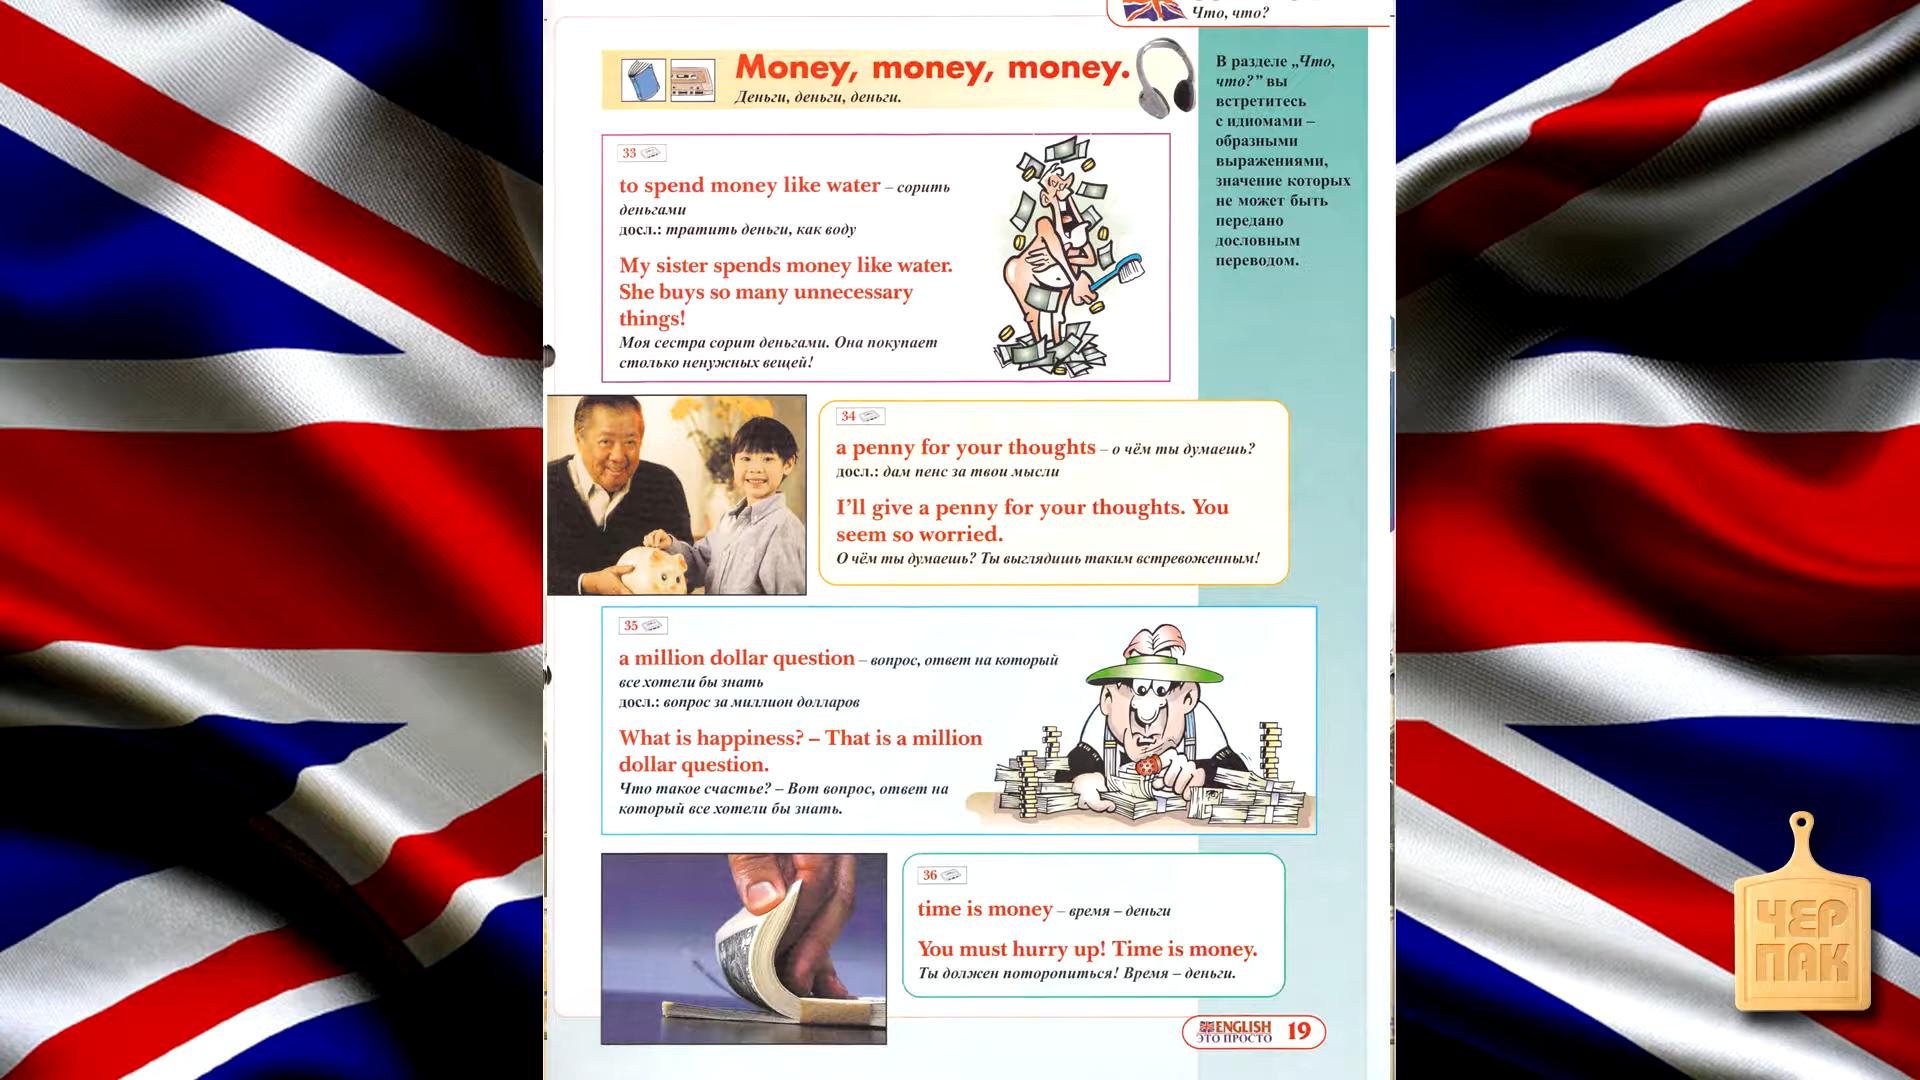 Что, что?
Money, money, money.
Деньги, деньги, деньги.
В разделе „Что,
что?” вы
встретитесь
с идиомами –
образными
выражениями,
значение которых
не может быть
передано
дословным
переводом.
33
to spend money like water – сорить
деньгами
досл.: тратить деньги, как воду
My sister spends money like water.
She buys so many unnecessary
things!
Моя сестра сорит деньгами. Она покупает
столько ненужных вещей!
34
a penny for your thoughts – о чём ты думаешь?
досл.: дам пенс за твои мысли
I’ll give a penny for your thoughts. You
seem so worried.
О чём ты думаешь? Ты выглядишь таким встревоженным!
35
a million dollar question – вопрос, ответ на который
все хотели бы знать
досл.: вопрос за миллион долларов
What is happiness? – That is a million
dollar question.
Что такое счастье? – Вот вопрос, ответ на
который все хотели бы знать.
36
time is money – время – деньги
You must hurry up! Time is money.
Ты должен поторопиться! Время – деньги.
ENGLISH
ЭТО ПРОСТО
19
ЧЕР
ПАК